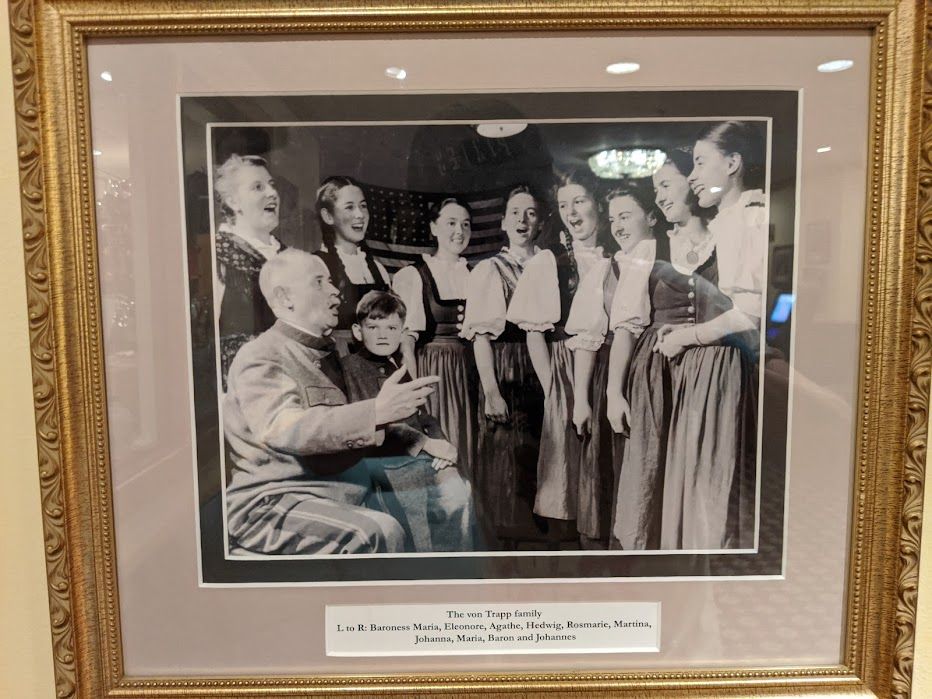 The von Trapp family
L to R: Baroness Maria, Eleonore, Agathe, Hedwig, Rosmarie, Martina,
Johanna, Maria, Baron and Johannes